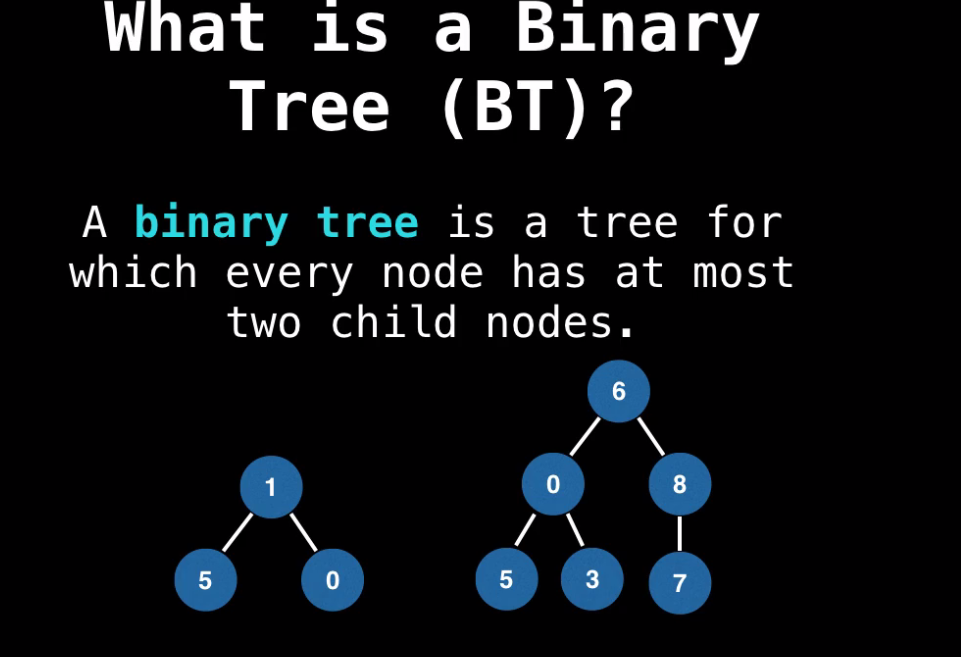 What is a Binary
Tree (BT)?
A binary tree is a tree for
which every node has at most
two child nodes.
6
1
0
8
5
0
5
3
7